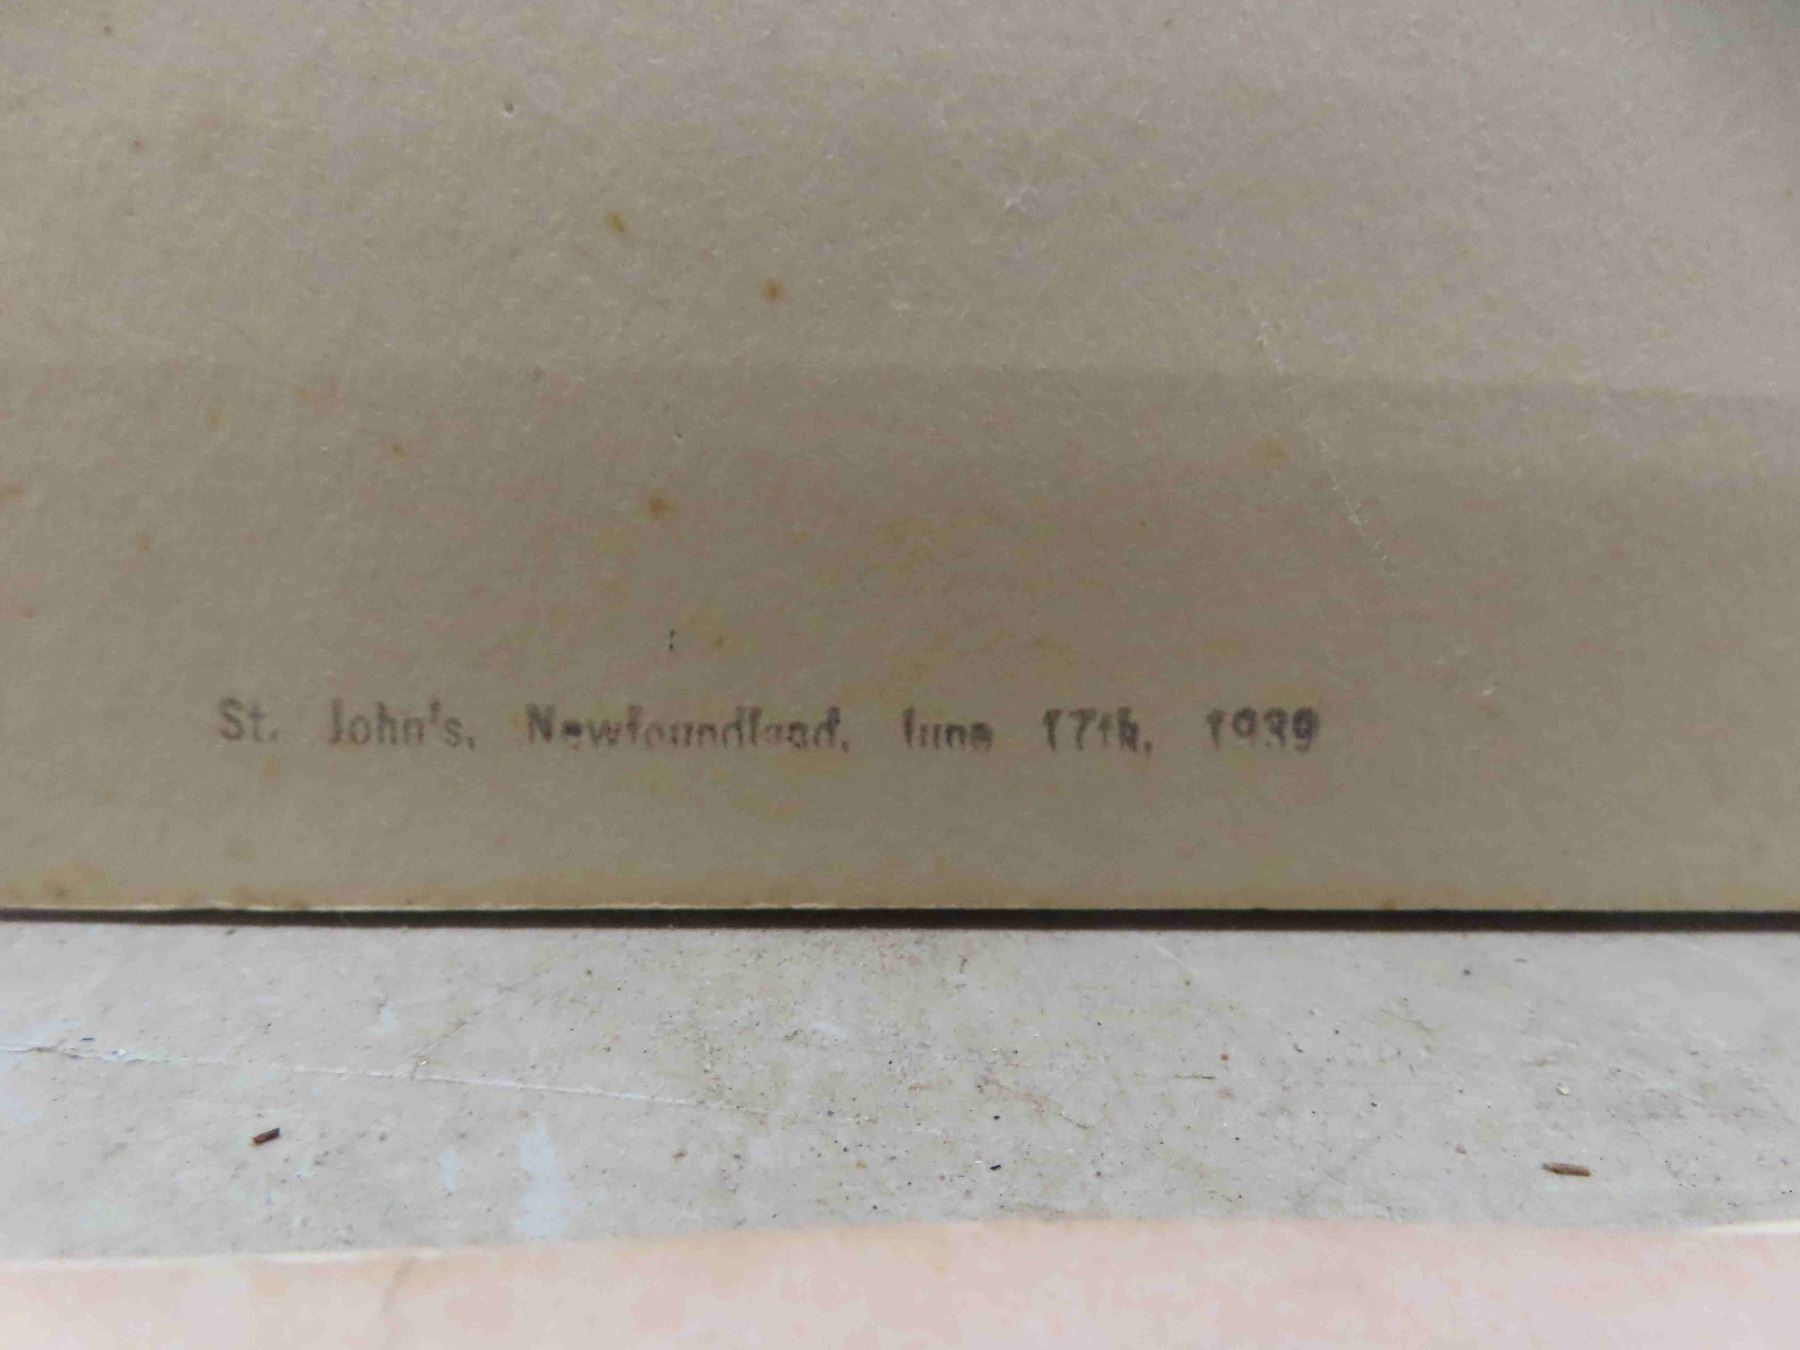 St. John's, Newfoundland, June 17th, 1939